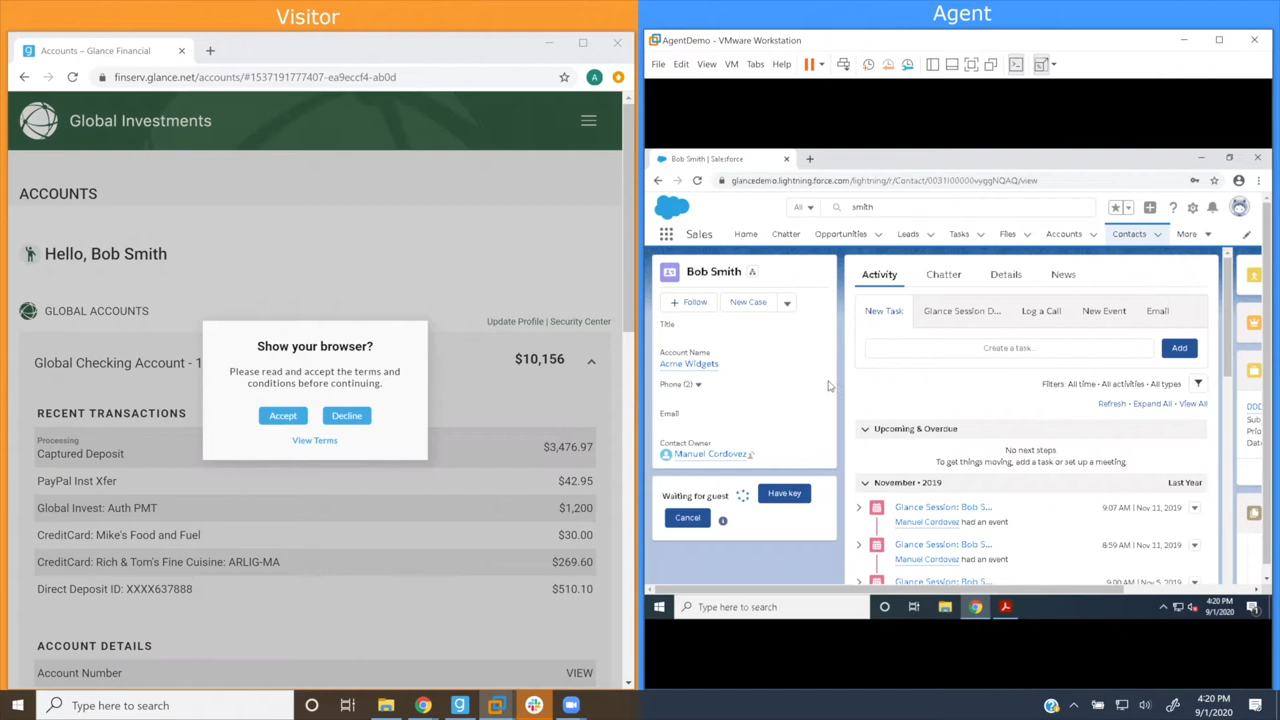 Visitor
Accounts – Glance Financial
finserv.glance.net/accounts/#1537191777407-ea9eccf4-ab0d
A
Global Investments
ACCOUNTS
Hello, Bob Smith
GLOBAL ACCOUNTS
Update Profile | Security Center
Global Checking Account - 1
$10,156
Show your browser?
Please read and accept the terms and
conditions before continuing.
Accept
Decline
View Terms
RECENT TRANSACTIONS
Processing
Captured Deposit
$3,476.97
PayPal Inst Xfer
$42.95
Global Invest: Auth PMT
$1,200
CreditCard: Mike's Food and Fuel
$30.00
CreditCard: Rich & Tom's Fine
$269.60
Direct Deposit ID: XXXX637888
$510.10
ACCOUNT DETAILS
Account Number
VIEW
Type here to search
Agent
AgentDemo - VMware Workstation
File Edit View VM Tabs Help
Bob Smith | Salesforce
glancedemo.lightning.force.com/lightning/r/Contact/
All
smith
Sales
Home
Chatter
Opportunities
Leads
Tasks
Files
Accounts
Contacts
More
Bob Smith
Follow
New Case
Title
Account Name
Acme Widgets
Phone (2)
Email
Contact Owner
Manuel Cordovez
Waiting for guest
Have key
Cancel
Activity
Chatter
Details
News
New Task
Glance Session D...
Log a Call
New Event
Email
Create a task...
Add
Filters: All time • All activities • All types
Refresh • Expand All • View All
Upcoming & Overdue
No next steps.
To get things moving, add a task or set up a meeting.
November • 2019
Last Year
Glance Session: Bob S...
9:07 AM | Nov 11, 2019
Manuel Cordovez had an event
Glance Session: Bob S...
8:59 AM | Nov 11, 2019
Manuel Cordovez had an event
Glance Session: Bob S...
9:00 AM | Nov 5, 2019
DDD
Sub
Prio
Dat
Type here to search
4:20 PM
9/1/2020
4:20 PM
9/1/2020